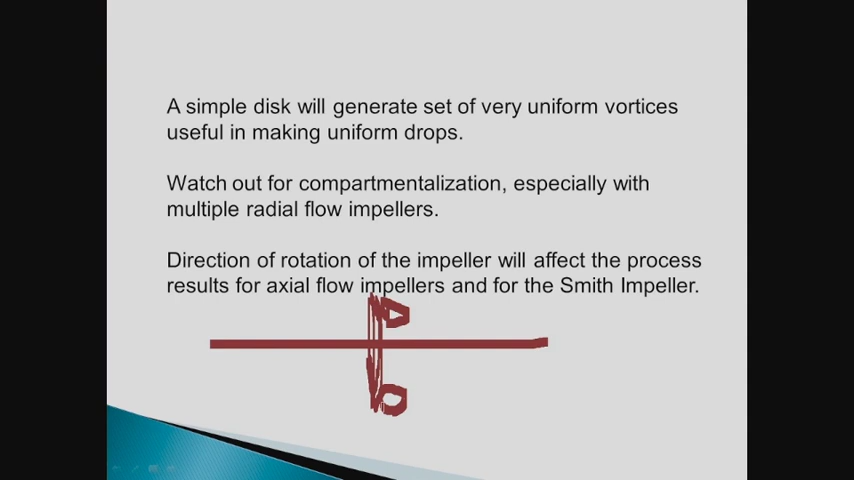 A simple disk will generate set of very uniform vortices
useful in making uniform drops.
Watch out for compartmentalization, especially with
multiple radial flow impellers.
Direction of rotation of the impeller will affect the process
results for axial flow impellers and for the Smith Impeller.